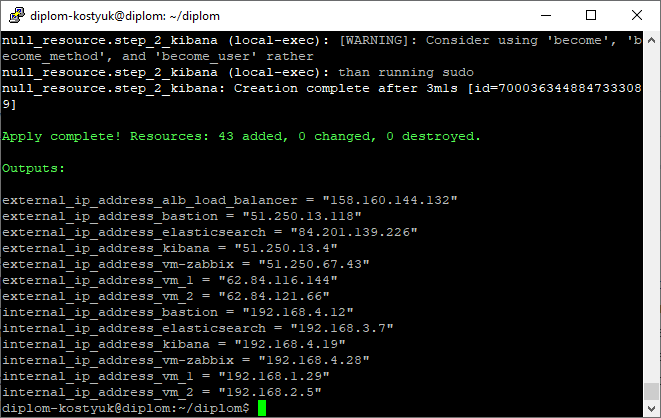 diplom-kostyuk@diplom: ~/diplom
null_resource.step_2_kibana (local-exec): [WARNING]: Consider using 'become', 'b
ecome_method', and 'become_user' rather
null_resource.step_2_kibana (local-exec): than running sudo
null_resource.step_2_kibana: Creation complete after 3m1s [id=700036344884733308
9]
Apply complete! Resources: 43 added, 0 changed, 0 destroyed.
Outputs:
external_ip_address_alb_load_balancer = "158.160.144.132"
external_ip_address_bastion = "51.250.13.118"
external_ip_address_elasticsearch = "84.201.139.226"
external_ip_address_kibana = "51.250.13.4"
external_ip_address_vm-zabbix = "51.250.67.43"
external_ip_address_vm_1 = "62.84.116.144"
external_ip_address_vm_2 = "62.84.121.66"
internal_ip_address_bastion = "192.168.4.12"
internal_ip_address_elasticsearch = "192.168.3.7"
internal_ip_address_kibana = "192.168.4.19"
internal_ip_address_vm-zabbix = "192.168.4.28"
internal_ip_address_vm_1 = "192.168.1.29"
internal_ip_address_vm_2 = "192.168.2.5"
diplom-kostyuk@diplom:~/diplom$